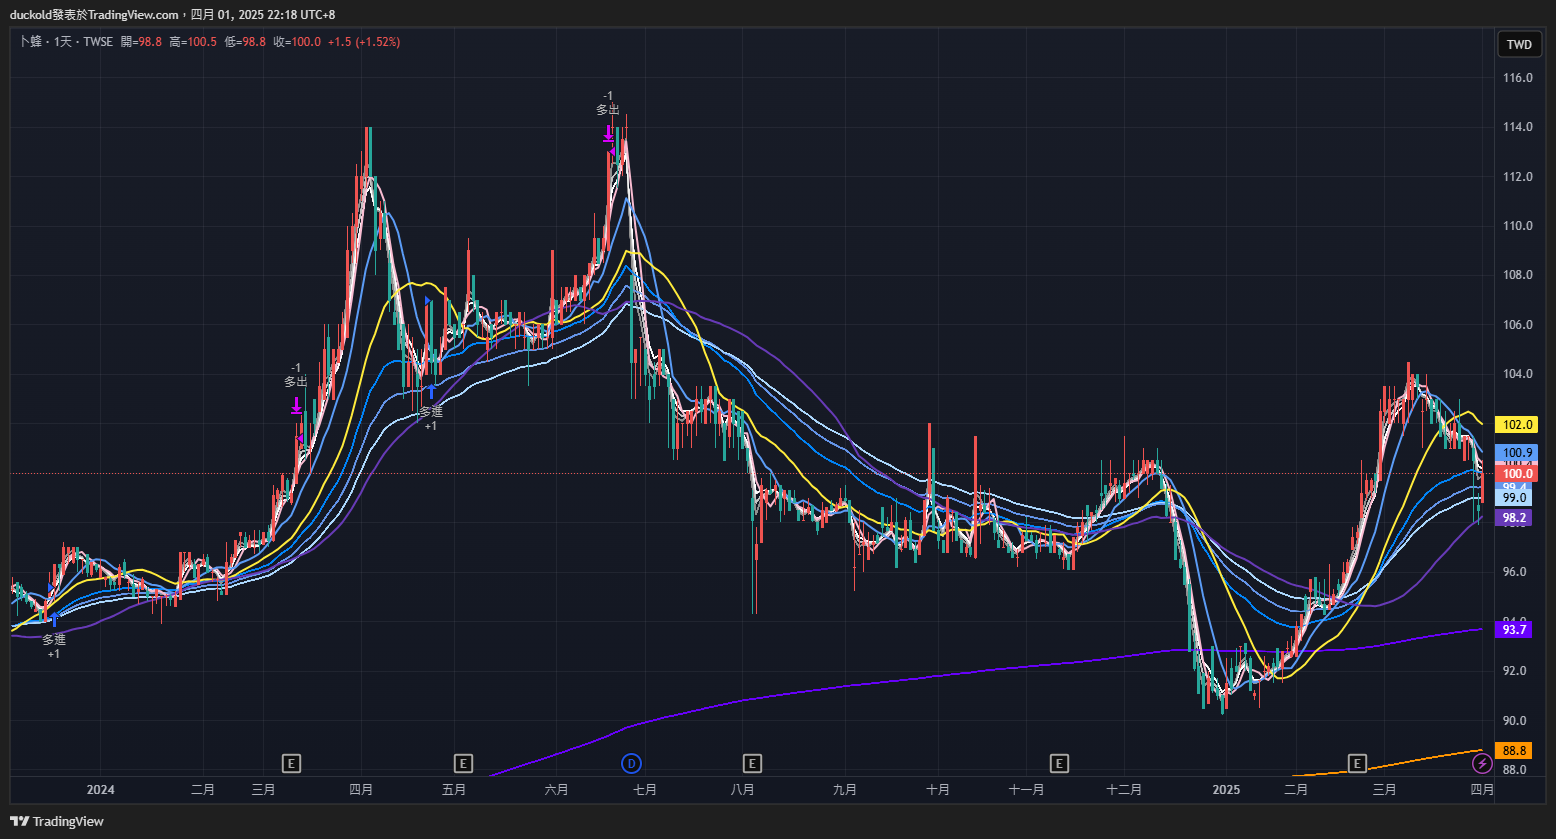 duckold發表於TradingView.com，四月 01, 2025 22:18 UTC+8
卜蜂 · 1天 · TWSE 開=98.8 高=100.5 低=98.8 收=100.0 +1.5 (+1.52%)
TWD
116.0
114.0
112.0
110.0
108.0
106.0
104.0
102.0
100.9
100.0
99.4
99.0
98.2
96.0
94.0
93.7
92.0
90.0
88.8
88.0
-1
多出
-1
多出
多進
+1
多進
+1
E E D E E E
2024 二月 三月 四月 五月 六月 七月 八月 九月 十月 十一月 十二月 2025 二月 三月 四月
TradingView